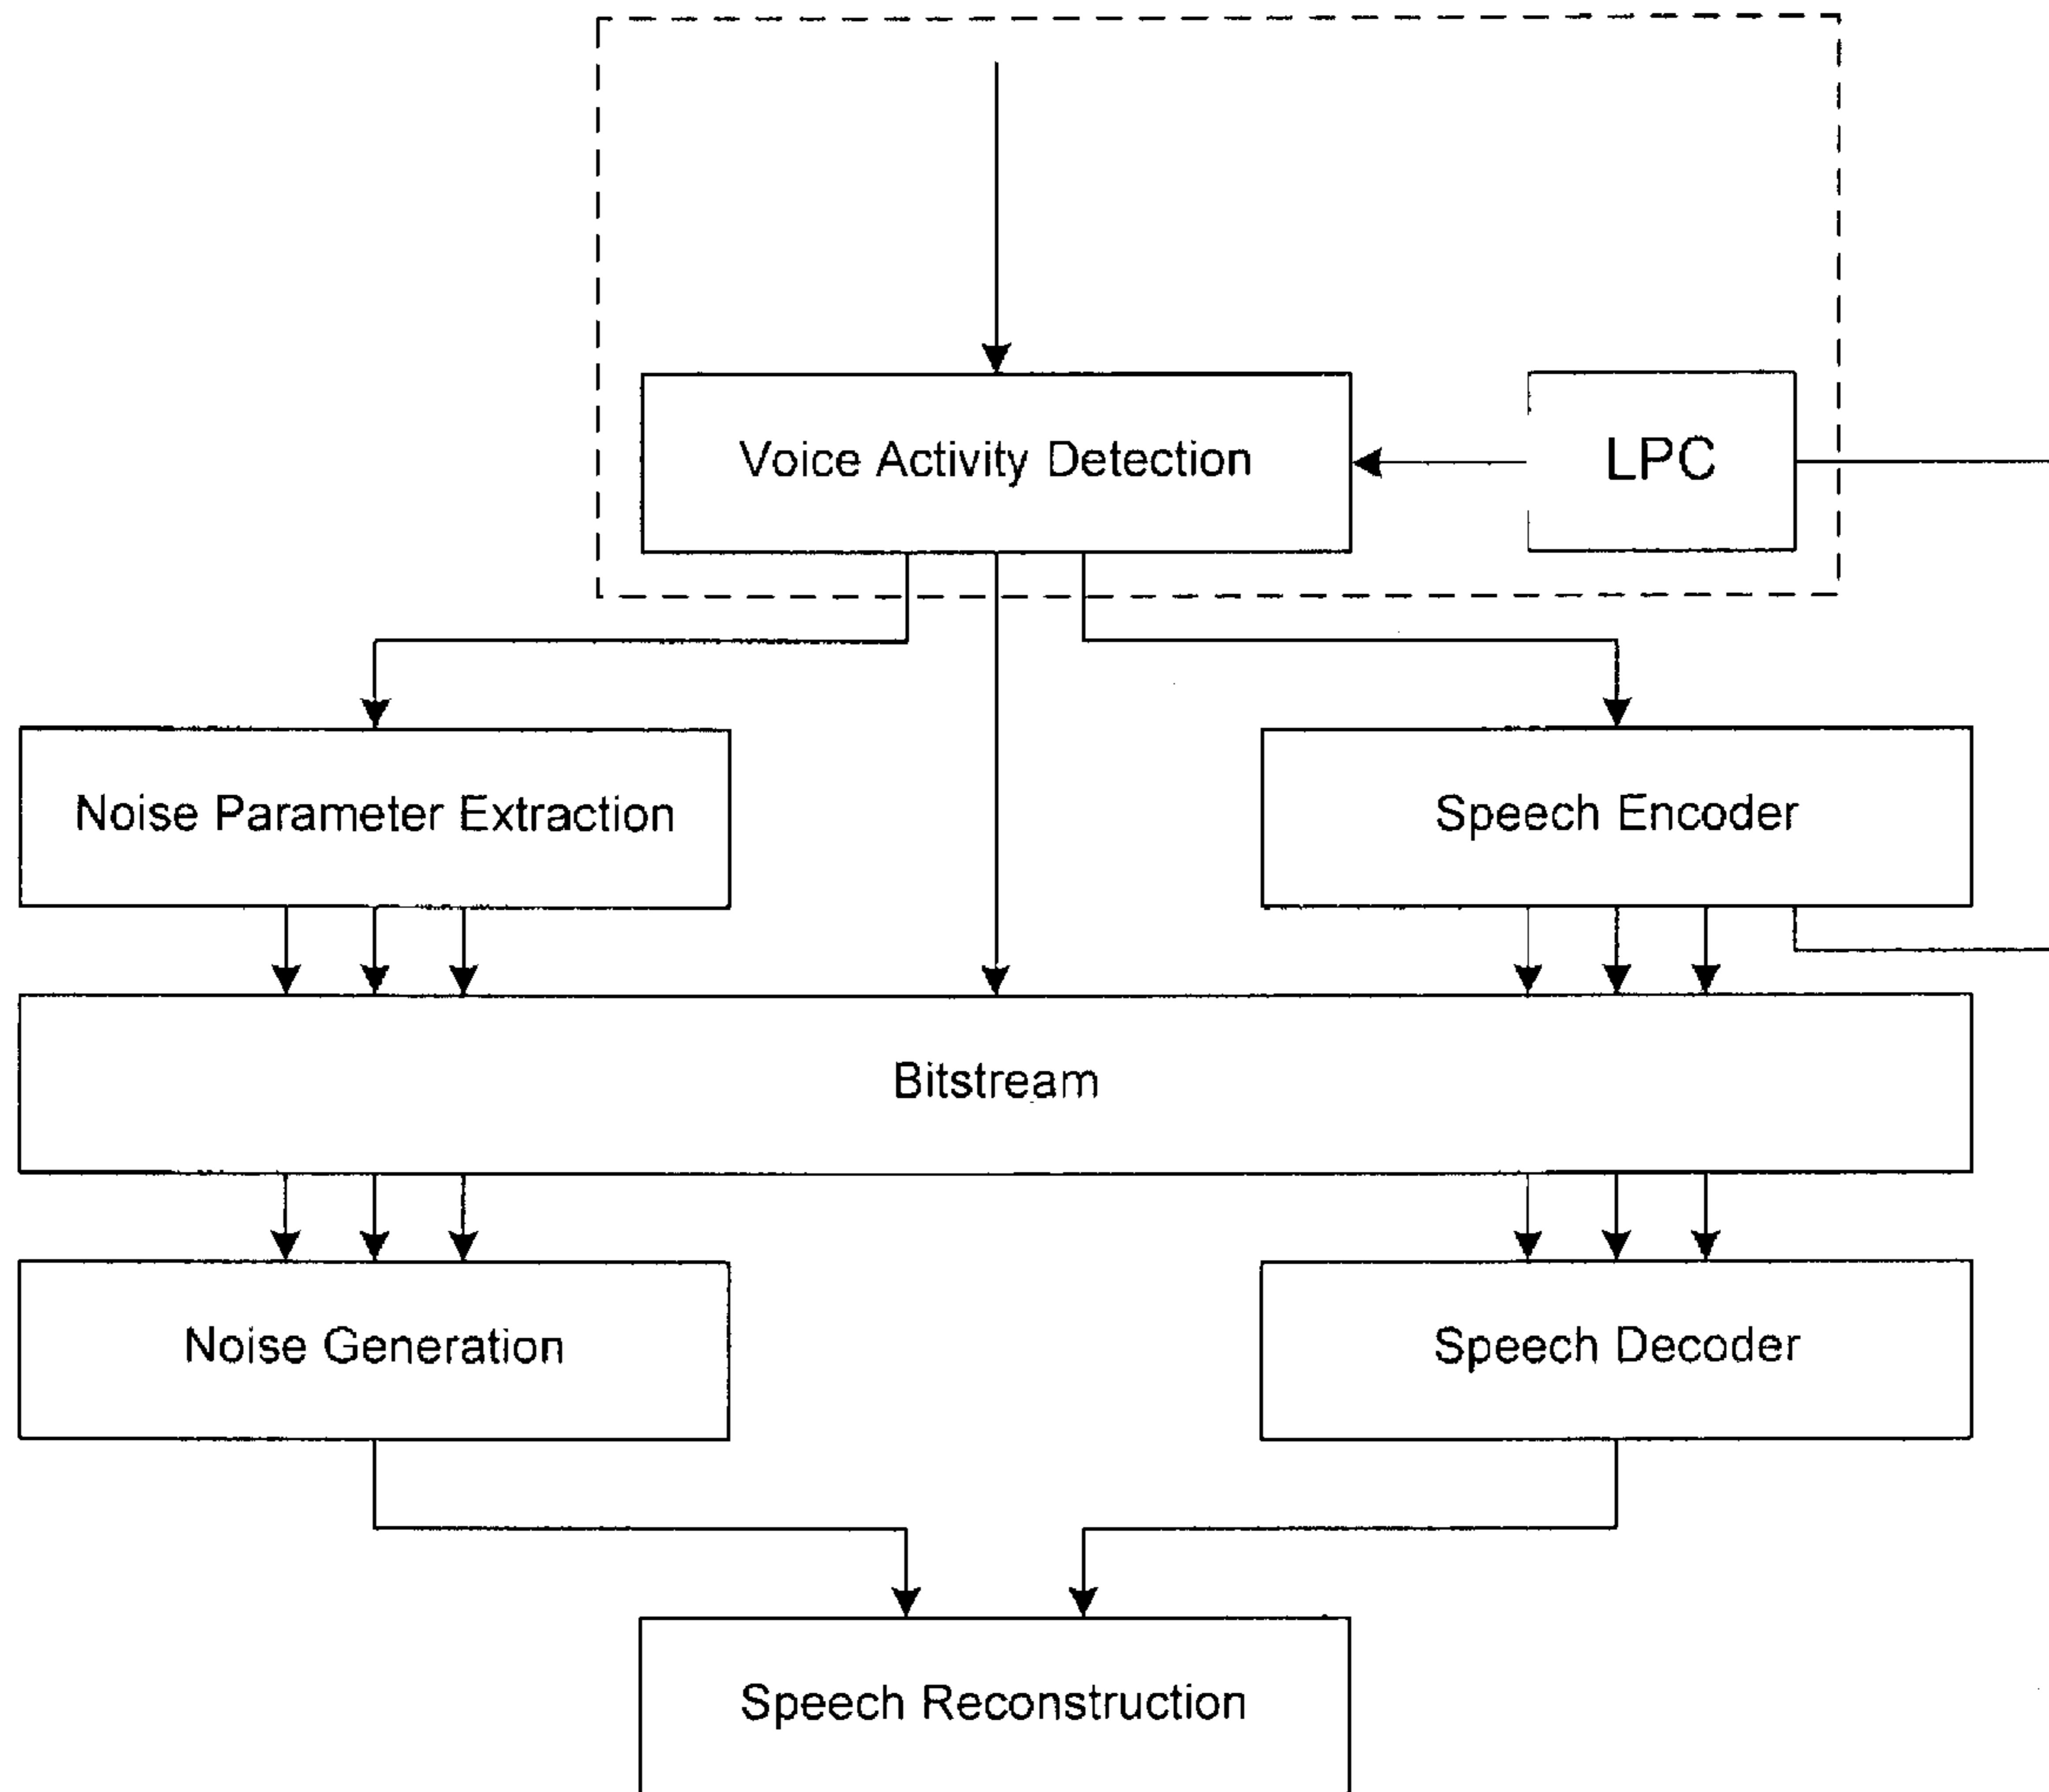 Voice Activity Detection
LPC
Noise Parameter Extraction
Speech Encoder
Bitstream
Noise Generation
Speech Decoder
Speech Reconstruction